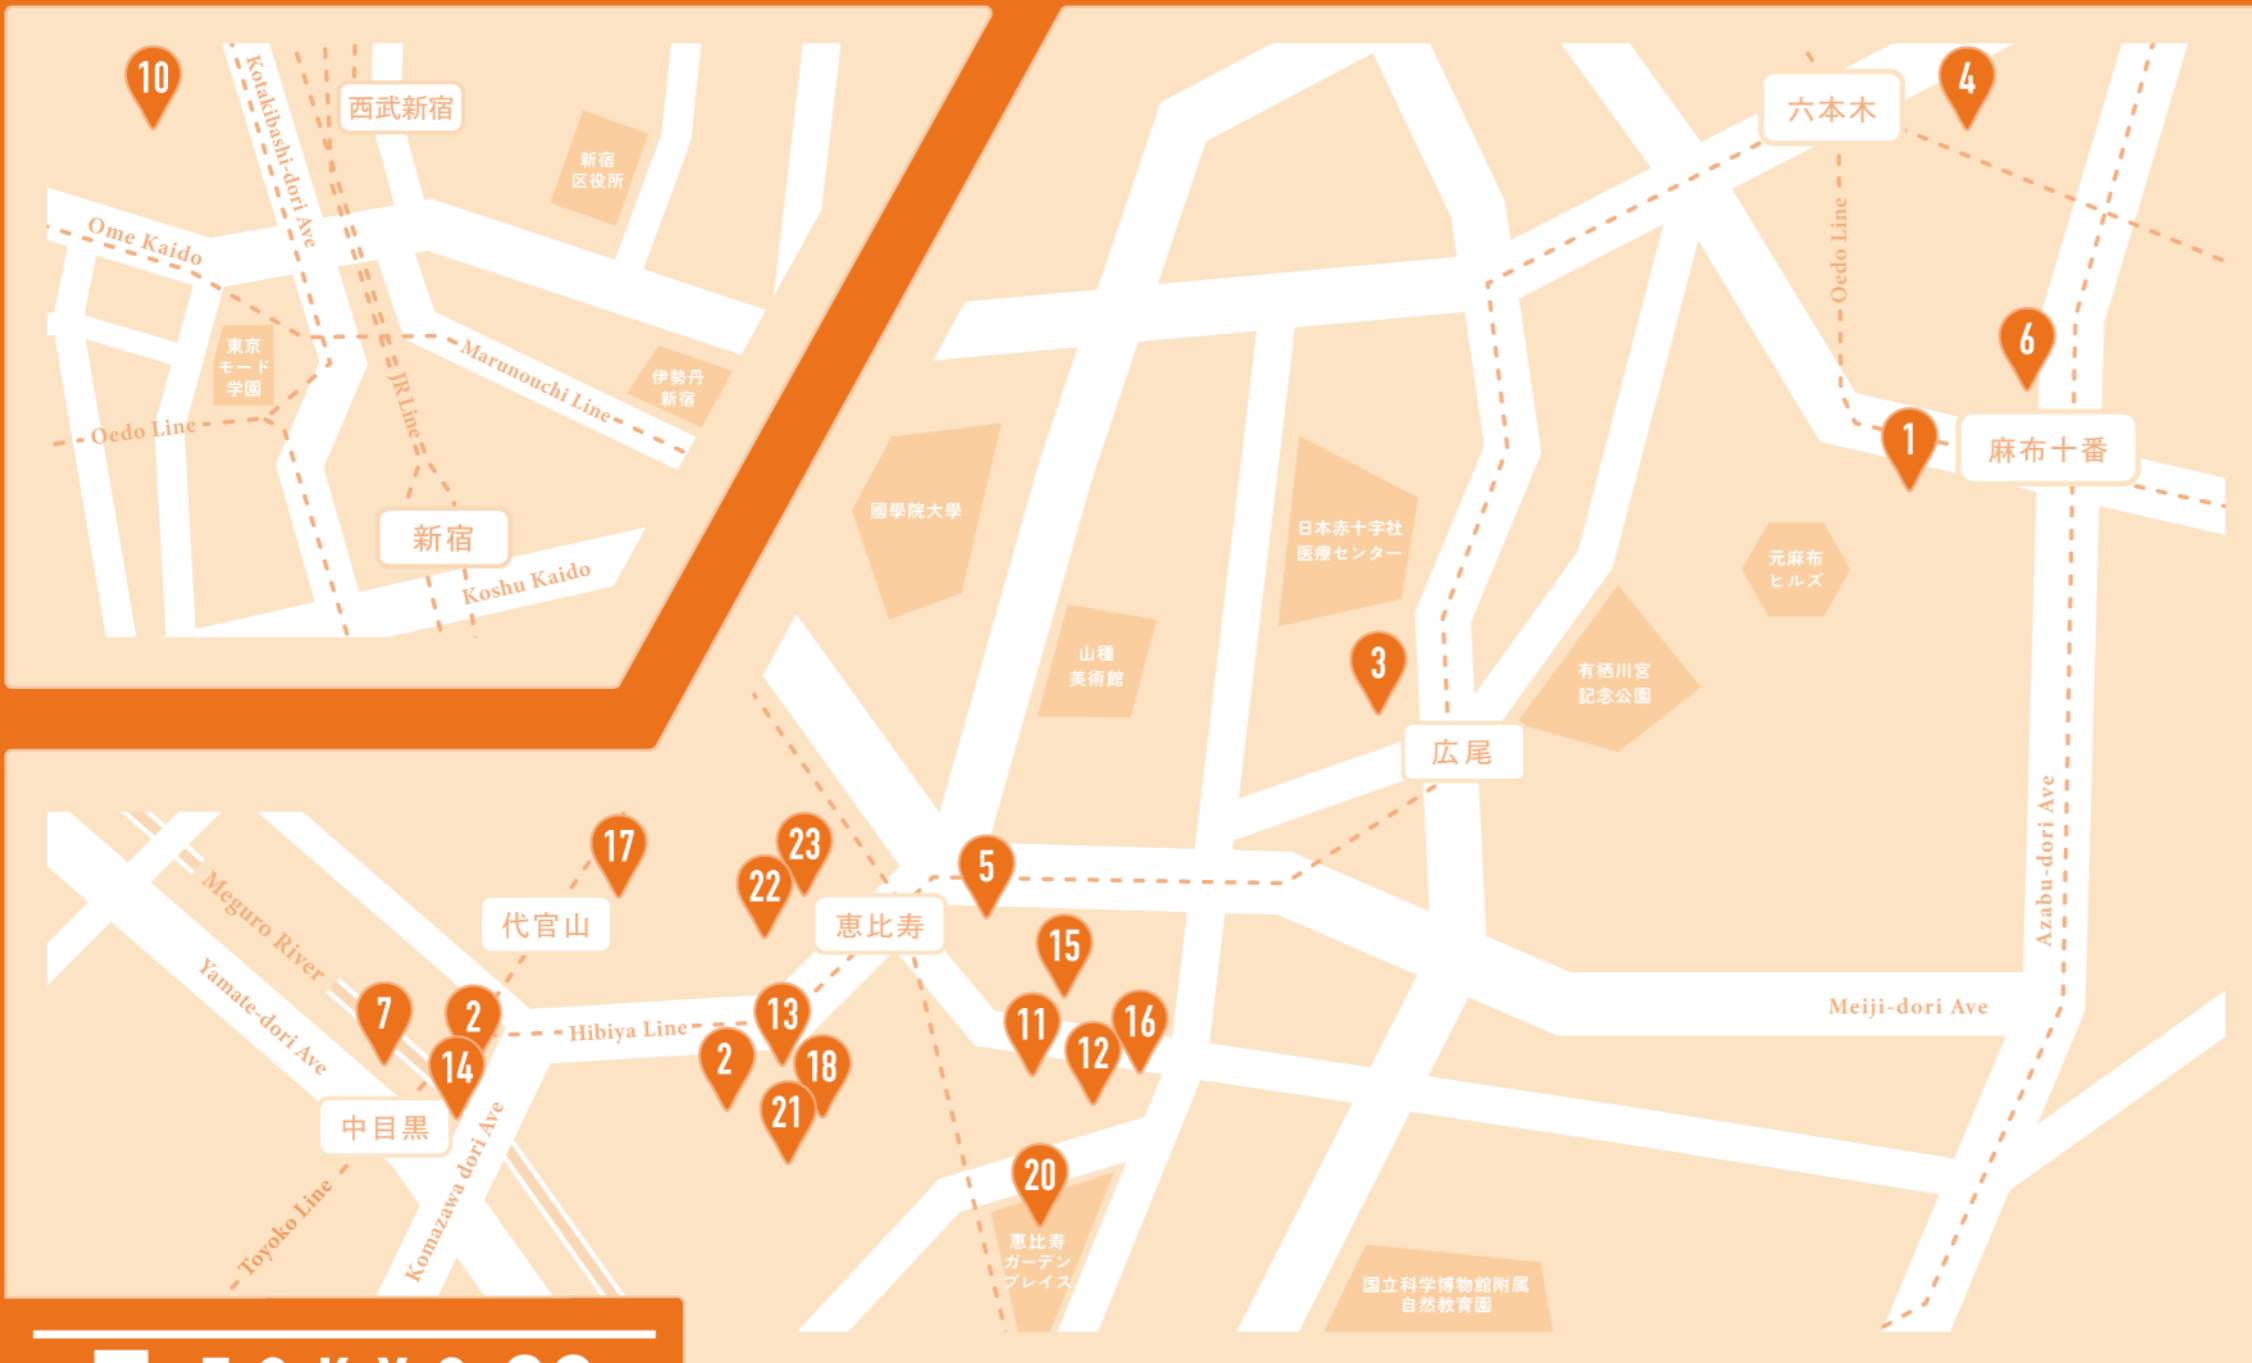 10
Kotakibashi-dori Ave
西武新宿
新宿
区役所
Ome Kaido
東京
モード
学園
JR Line
Marunouchi Line
伊勢丹
新宿
Oedo Line
新宿
Koshu Kaido
六本木
4
Oedo Line
6
1
麻布十番
國學院大學
日本赤十字社
医療センター
元麻布
ヒルズ
山種
美術館
3
有栖川宮
記念公園
広尾
Azabu-dori Ave
17
23
22
5
代官山
恵比寿
Meguro River
Yamate-dori Ave
7
2
14
Hibiya Line
13
2
18
21
15
11
12
16
Meiji-dori Ave
中目黒
Komazawa dori Ave
Toyoko Line
20
恵比寿
ガーデン
プレイス
国立科学博物館附属
自然教育園